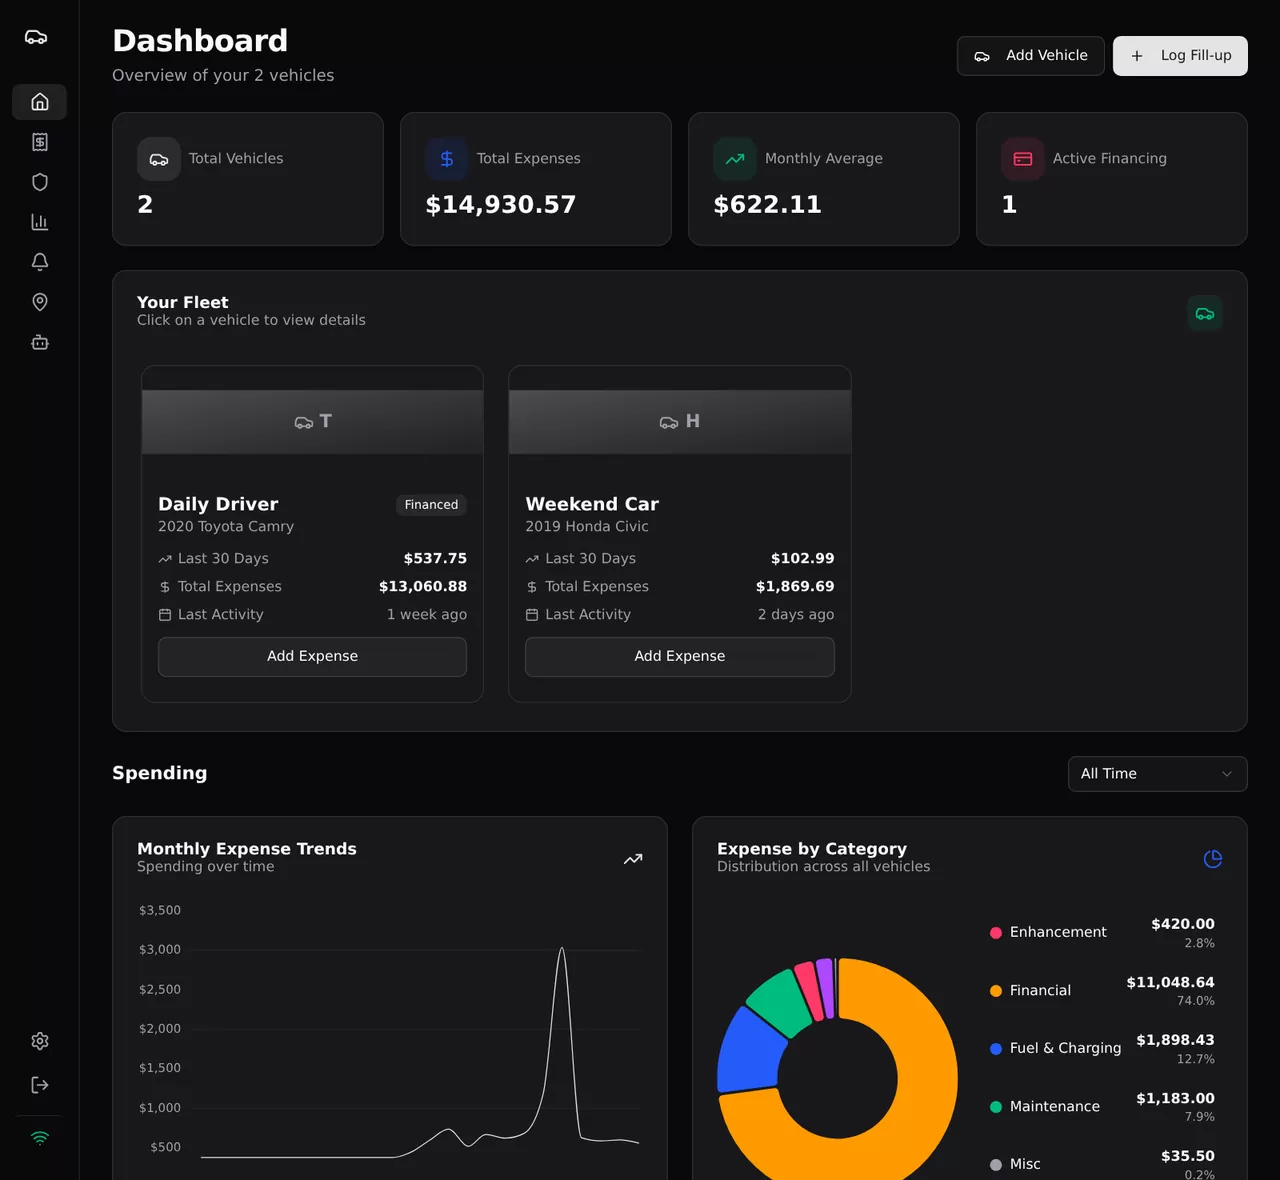 Dashboard
Overview of your 2 vehicles
Add Vehicle
Log Fill-up
Total Vehicles
2
Total Expenses
$14,930.57
Monthly Average
$622.11
Active Financing
1
Your Fleet
Click on a vehicle to view details
T
Daily Driver
Financed
2020 Toyota Camry
Last 30 Days $537.75
Total Expenses $13,060.88
Last Activity 1 week ago
Add Expense
H
Weekend Car
2019 Honda Civic
Last 30 Days $102.99
Total Expenses $1,869.69
Last Activity 2 days ago
Add Expense
Spending
All Time
Monthly Expense Trends
Spending over time
$3,500
$3,000
$2,500
$2,000
$1,500
$1,000
$500
Expense by Category
Distribution across all vehicles
Enhancement $420.00
2.8%
Financial $11,048.64
74.0%
Fuel & Charging $1,898.43
12.7%
Maintenance $1,183.00
7.9%
Misc $35.50
0.2%